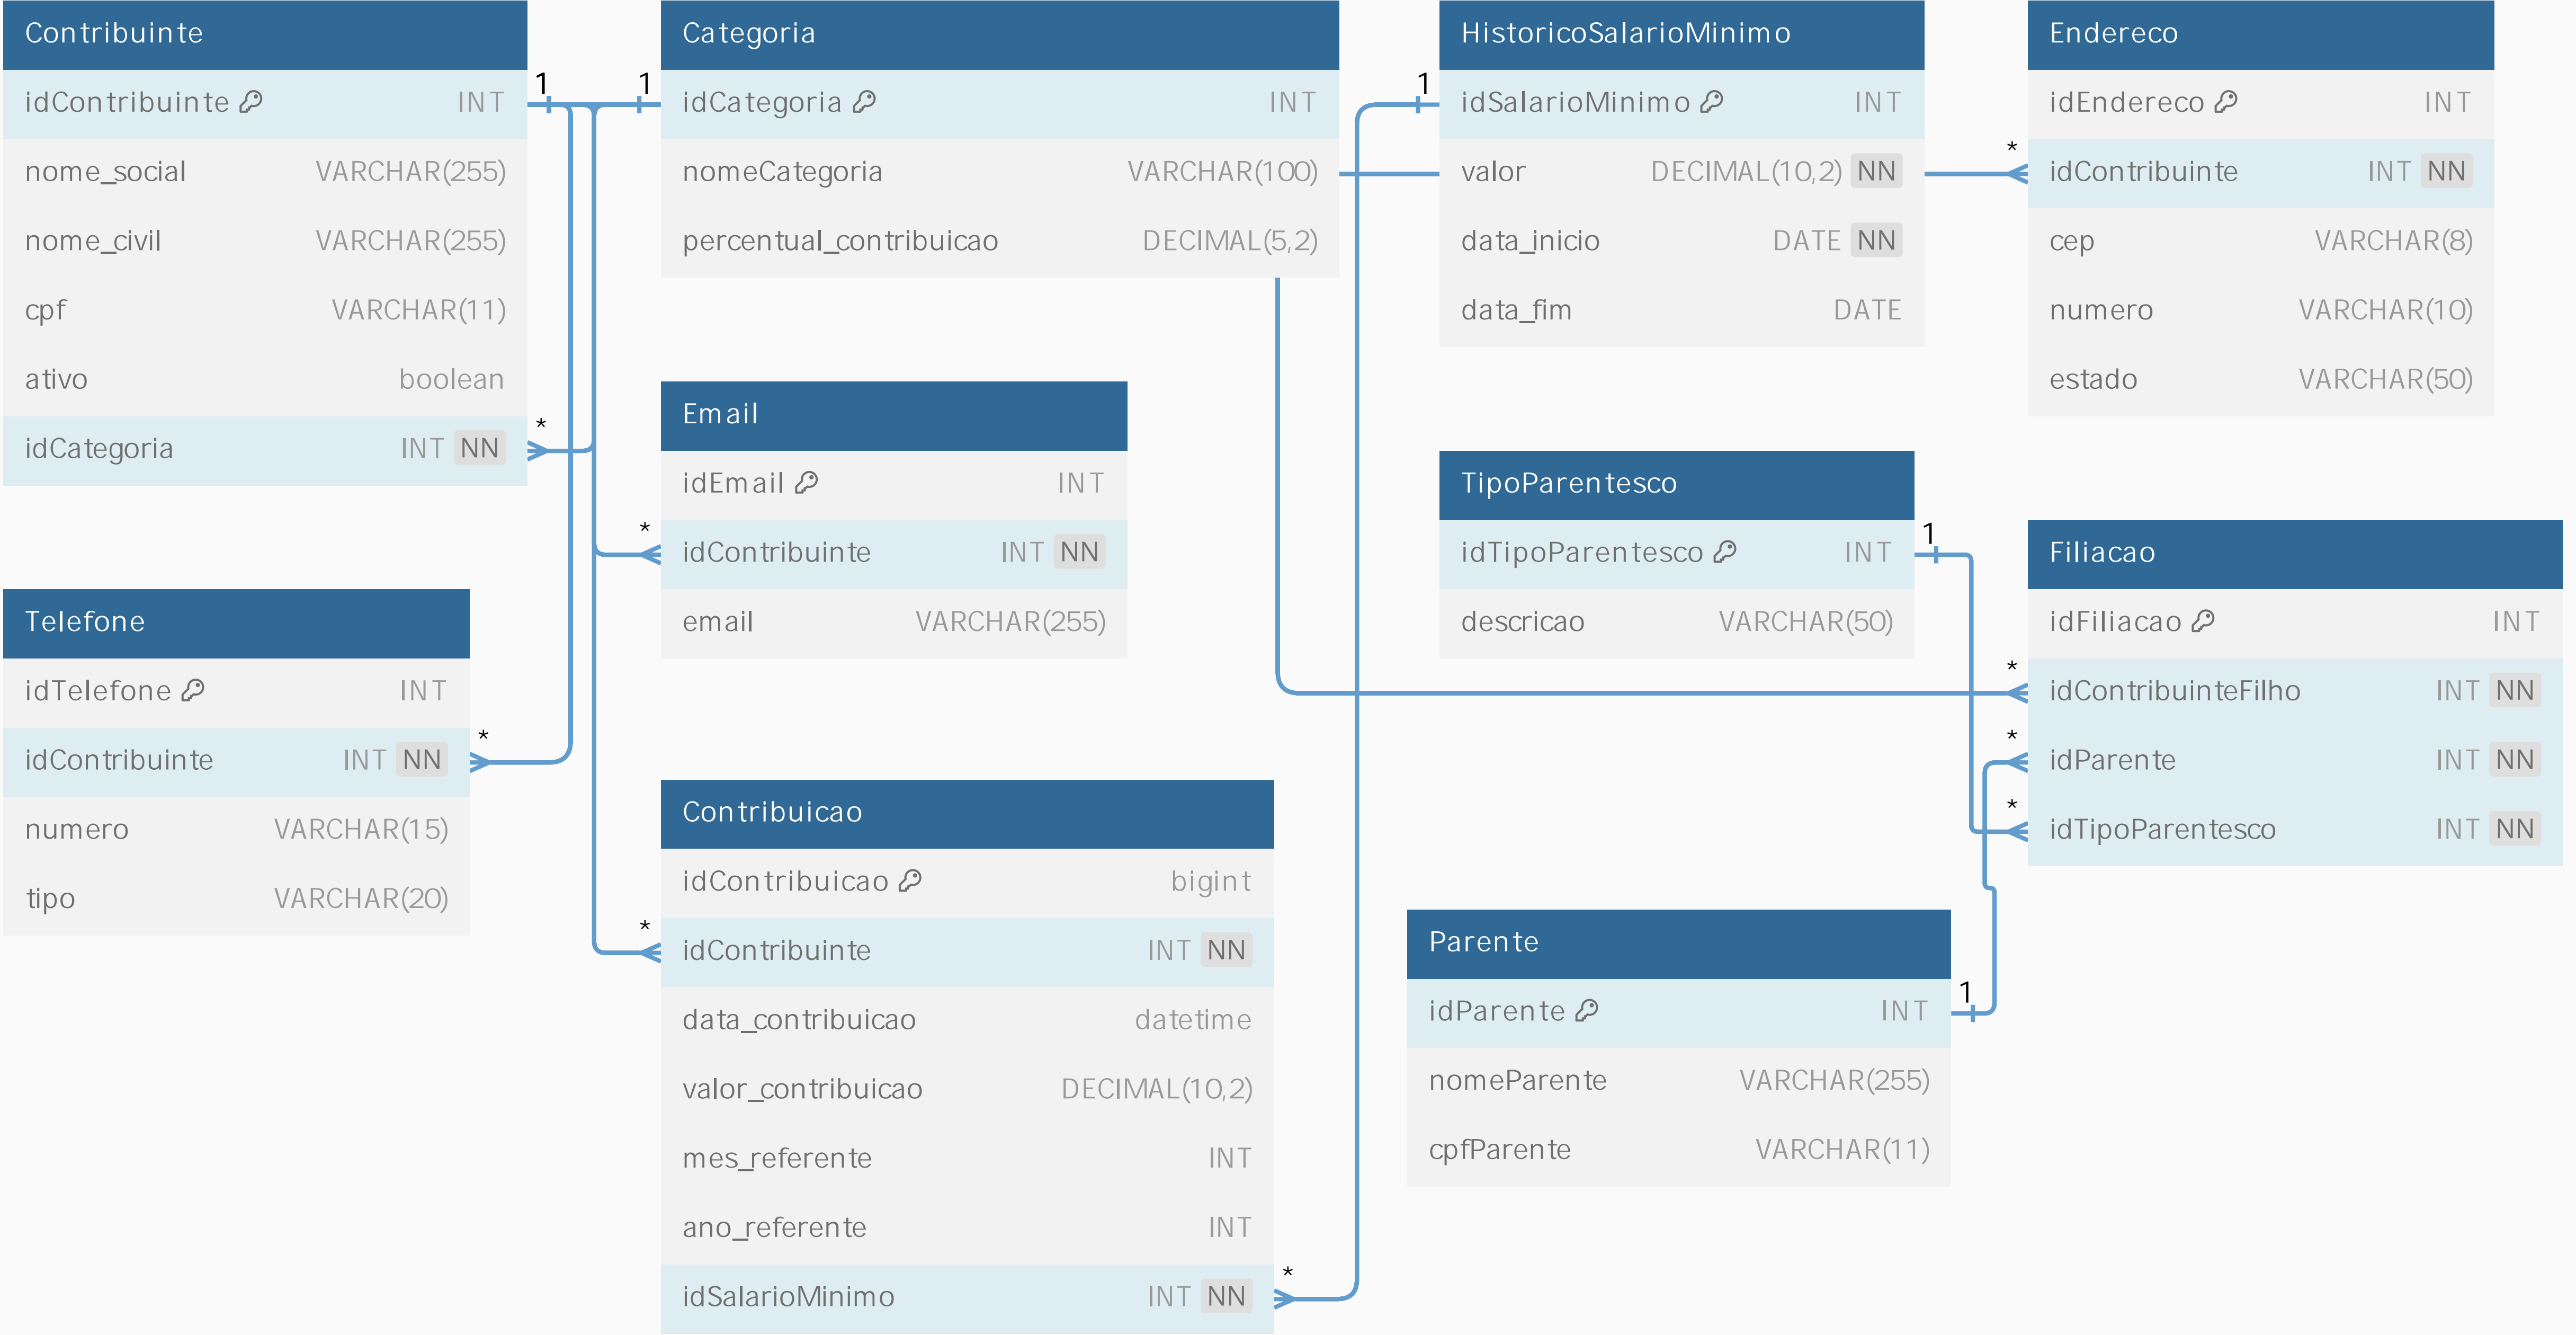 Contribuinte
idContribuinte INT
nome_social VARCHAR(255)
nome_civil VARCHAR(255)
cpf VARCHAR(11)
ativo boolean
idCategoria INT NN
1
*
Categoria
idCategoria INT
nomeCategoria VARCHAR(100)
percentual_contribuicao DECIMAL(5,2)
1
HistoricoSalarioMinimo
idSalarioMinimo INT
valor DECIMAL(10,2) NN
data_inicio DATE NN
data_fim DATE
1
Endereco
idEndereco INT
idContribuinte INT NN
cep VARCHAR(8)
numero VARCHAR(10)
estado VARCHAR(50)
*
Email
idEmail INT
idContribuinte INT NN
email VARCHAR(255)
*
TipoParentesco
idTipoParentesco INT
descricao VARCHAR(50)
1
Filiacao
idFiliacao INT
idContribuinteFilho INT NN
idParente INT NN
idTipoParentesco INT NN
*
*
*
Telefone
idTelefone INT
idContribuinte INT NN
numero VARCHAR(15)
tipo VARCHAR(20)
*
Contribuicao
idContribuicao bigint
idContribuinte INT NN
data_contribuicao datetime
valor_contribuicao DECIMAL(10,2)
mes_referente INT
ano_referente INT
idSalarioMinimo INT NN
*
*
Parente
idParente INT
nomeParente VARCHAR(255)
cpfParente VARCHAR(11)
1